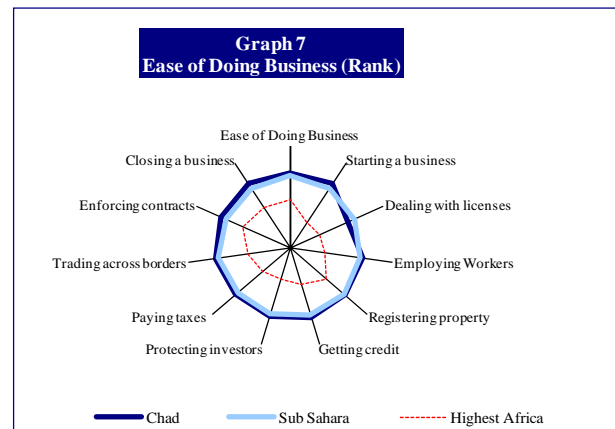 Graph 7
Ease of Doing Business (Rank)
Ease of Doing Business
Closing a business
Starting a business
Enforcing contracts
Dealing with licenses
Trading across borders
Employing Workers
Paying taxes
Registering property
Protecting investors
Getting credit
Chad
Sub Sahara
Highest Africa